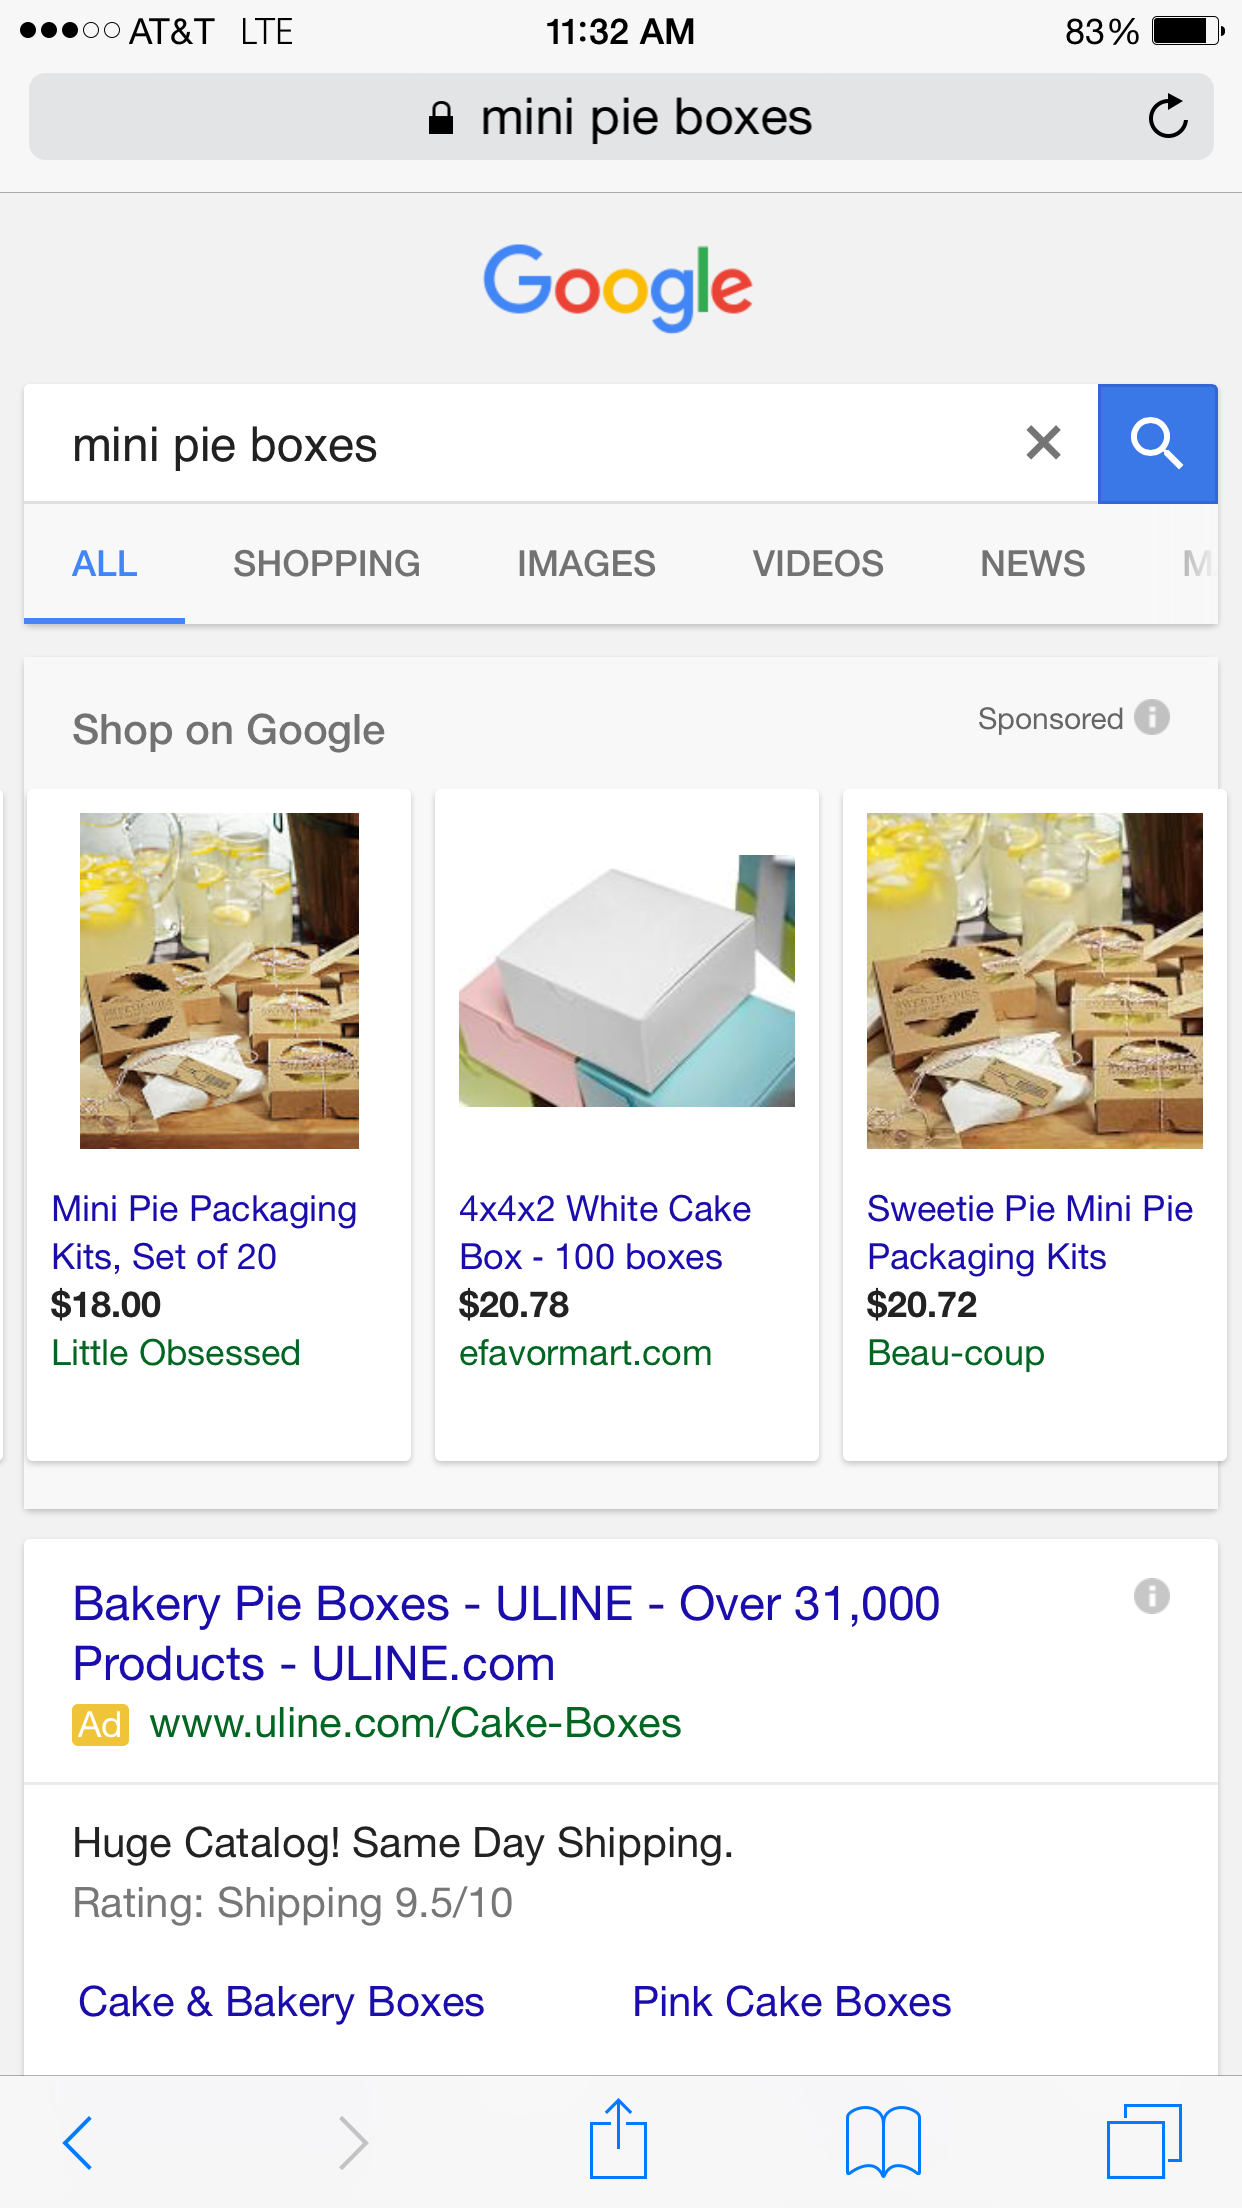 AT&T LTE 11:32 AM 83%
mini pie boxes
Google
mini pie boxes
ALL SHOPPING IMAGES VIDEOS NEWS
Shop on Google
Sponsored
Mini Pie Packaging
Kits, Set of 20
$18.00
Little Obsessed
4x4x2 White Cake
Box - 100 boxes
$20.78
efavormart.com
Sweetie Pie Mini Pie
Packaging Kits
$20.72
Beau-coup
Bakery Pie Boxes - ULINE - Over 31,000
Products - ULINE.com
Ad www.uline.com/Cake-Boxes
Huge Catalog! Same Day Shipping.
Rating: Shipping 9.5/10
Cake & Bakery Boxes Pink Cake Boxes